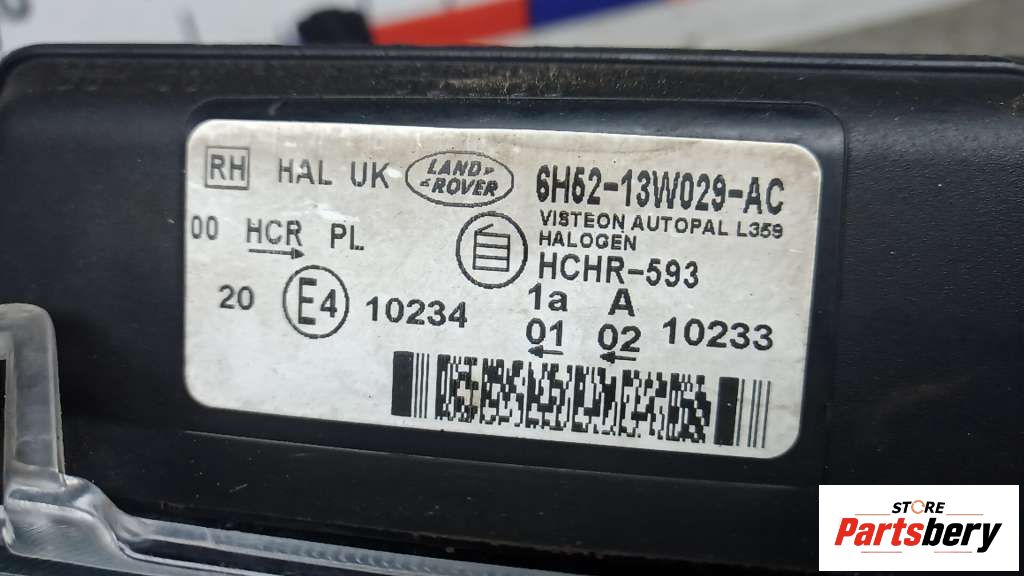 RH HAL UK LAND ROVER 6H52-13W029-AC
VISTEON AUTOPAL L359
HALOGEN
00 HCR PL
HCHR-593
1a A
20 E4 10234 01 02 10233
STORE
Partsbery